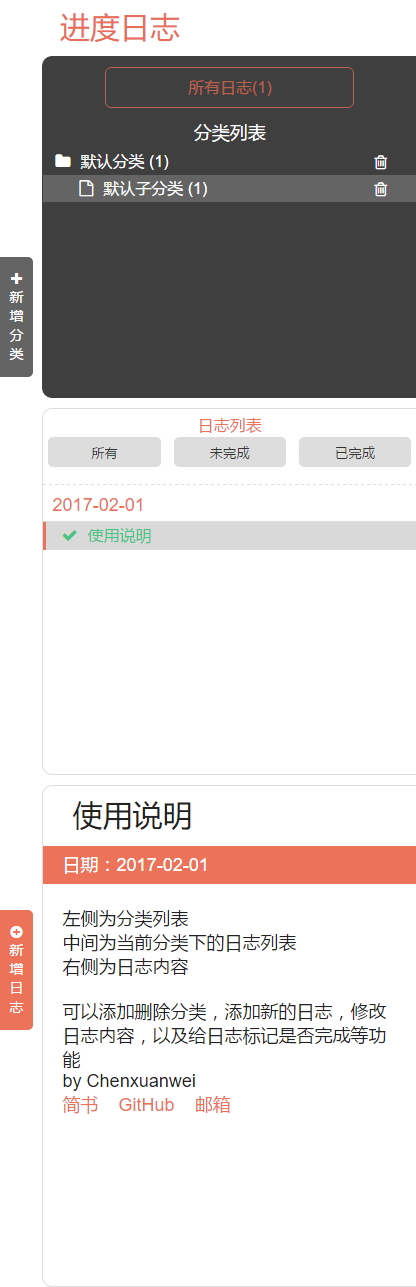 进度日志
所有日志(1)
分类列表
默认分类 (1)
默认子分类 (1)
新增分类
日志列表
所有 未完成 已完成
2017-02-01
使用说明
使用说明
日期：2017-02-01
新增日志
左侧为分类列表
中间为当前分类下的日志列表
右侧为日志内容
可以添加删除分类，添加新的日志，修改
日志内容，以及给日志标记是否完成等功
能
by Chenxuanwei
简书 GitHub 邮箱